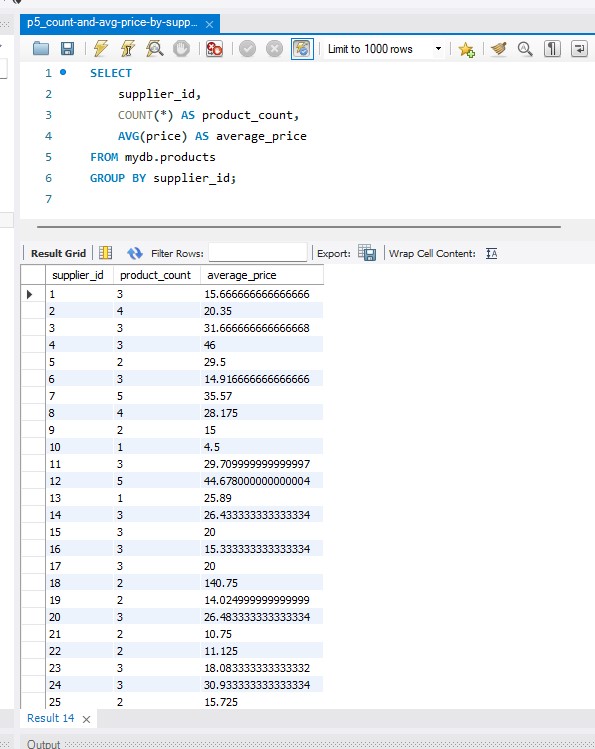 p5_count-and-avg-price-by-supp... ×
Limit to 1000 rows
1 SELECT
2 supplier_id,
3 COUNT(*) AS product_count,
4 AVG(price) AS average_price
5 FROM mydb.products
6 GROUP BY supplier_id;
7
Result Grid Filter Rows: Export: Wrap Cell Content:
supplier_id product_count average_price
1 3 15.666666666666666
2 4 20.35
3 3 31.666666666666668
4 3 46
5 2 29.5
6 3 14.916666666666666
7 5 35.57
8 4 28.175
9 2 15
10 1 4.5
11 3 29.709999999999997
12 5 44.678000000000004
13 1 25.89
14 3 26.433333333333334
15 3 20
16 3 15.333333333333334
17 3 20
18 2 140.75
19 2 14.024999999999999
20 3 26.483333333333334
21 2 10.75
22 2 11.125
23 3 18.083333333333332
24 3 30.933333333333334
25 2 15.725
Result 14 ×
Output